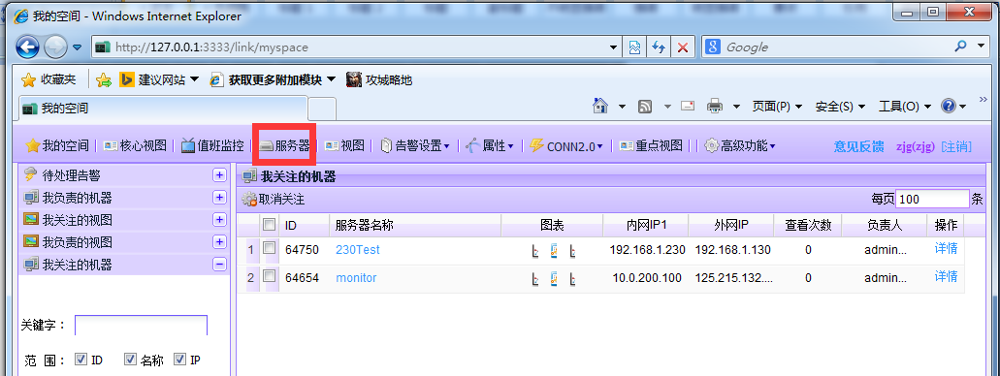 我的空间 - Windows Internet Explorer
http://127.0.0.1:3333/link/myspace
Google
收藏夹 建议网站 获取更多附加模块 攻城略地
我的空间 页面(P) 安全(S) 工具(O) »
我的空间 核心视图 值班监控 服务器 视图 告警设置 属性 CONN2.0 重点视图 高级功能 意见反馈 zjg(zjg) [注销]
待处理告警
我负责的机器
我关注的视图
我负责的视图
我关注的机器
关键字：
范 围： ID 名称 IP
我关注的机器
取消关注 每页 100 条
ID 服务器名称 图表 内网IP1 外网IP 查看次数 负责人 操作
1 64750 230Test 192.168.1.230 192.168.1.130 0 admin... 详情
2 64654 monitor 10.0.200.100 125.215.132.... 0 admin... 详情